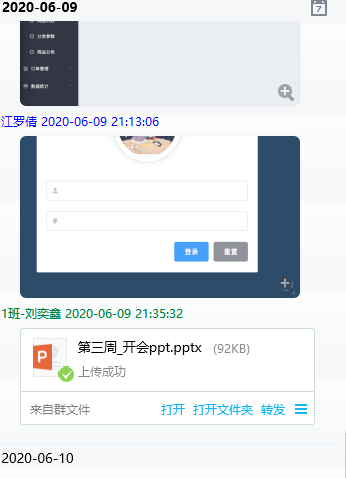 2020-06-09
7
分类参数
商品分类
订单管理
数据统计
江罗倩 2020-06-09 21:13:06
登录 重置
1班-刘奕鑫 2020-06-09 21:35:32
第三周_开会ppt.pptx (92KB)
P
上传成功
来自群文件 打开 打开文件夹 转发
2020-06-10